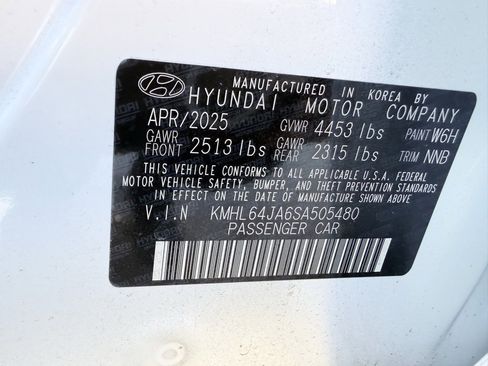 MANUFACTURED IN KOREA BY
HYUNDAI MOTOR COMPANY
APR/2025 GVWR 4453 lbs PAINT W6H
GAWR FRONT 2513 lbs GAWR REAR 2315 lbs TRIM NNB
THIS VEHICLE CONFORMS TO ALL APPLICABLE U.S.A. FEDERAL
MOTOR VEHICLE SAFETY, BUMPER, AND THEFT PREVENTION STANDARDS
IN EFFECT ON THE DATE OF MANUFACTURE SHOWN ABOVE.
V.I.N KMHL64JA6SA505480
PASSENGER CAR